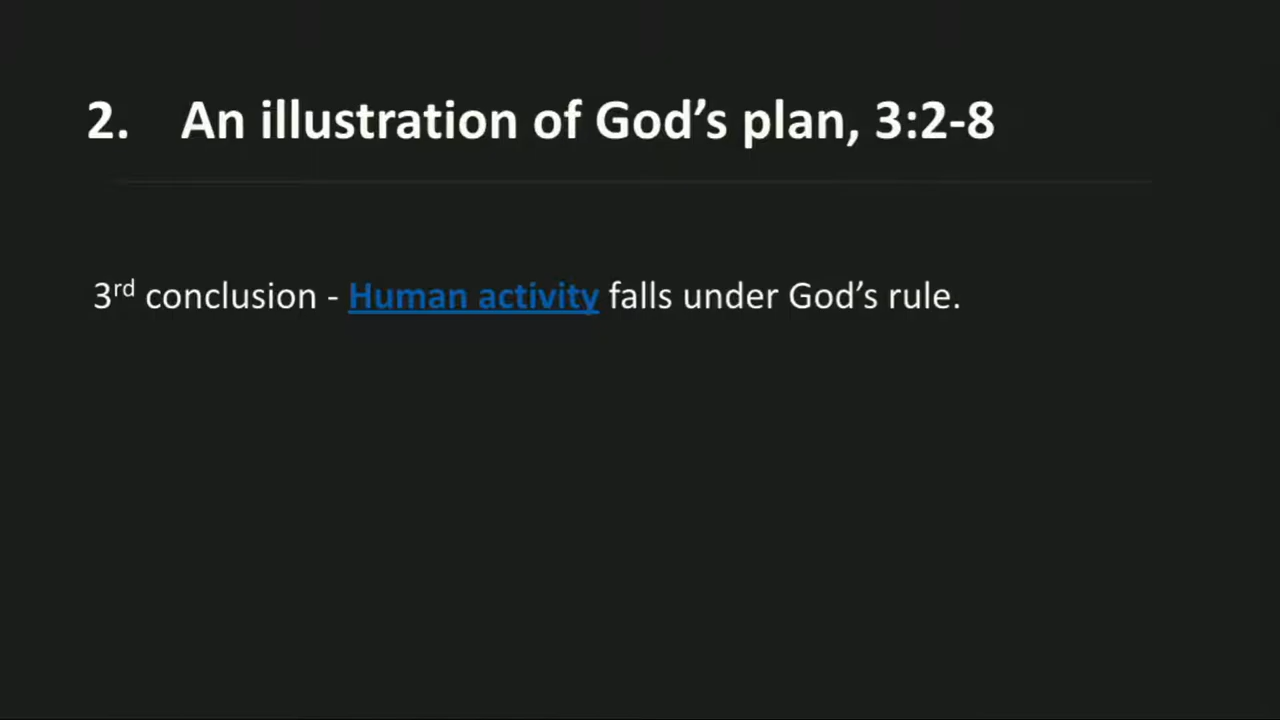 2. An illustration of God’s plan, 3:2-8
3rd conclusion - Human activity falls under God’s rule.